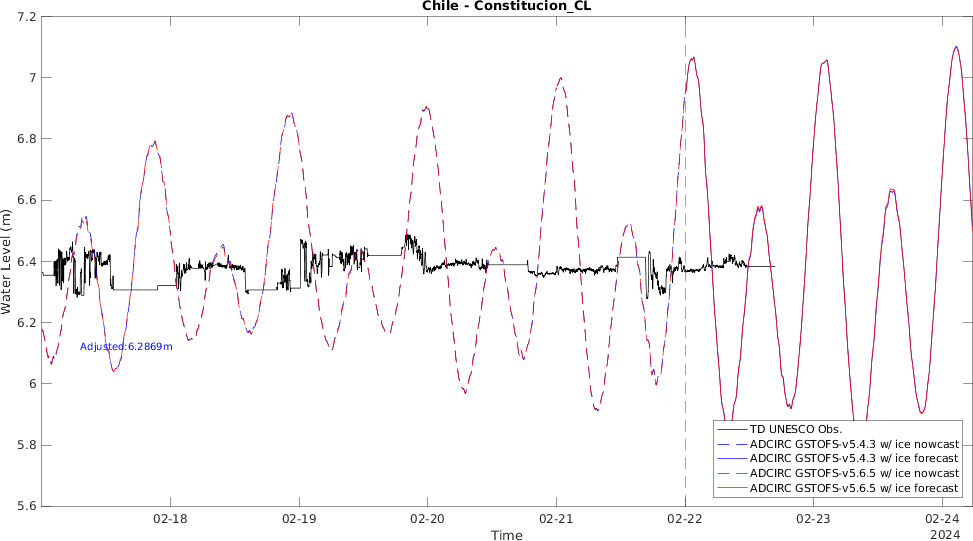 Chile - Constitucion_CL
7.2
7
6.8
6.6
6.4
6.2
6
5.8
5.6
Water Level (m)
Adjusted:6.2869m
TD UNESCO Obs.
ADCIRC GSTOFS-v5.4.3 w/ ice nowcast
ADCIRC GSTOFS-v5.4.3 w/ ice forecast
ADCIRC GSTOFS-v5.6.5 w/ ice nowcast
ADCIRC GSTOFS-v5.6.5 w/ ice forecast
02-18 02-19 02-20 02-21 02-22 02-23 02-24
Time 2024